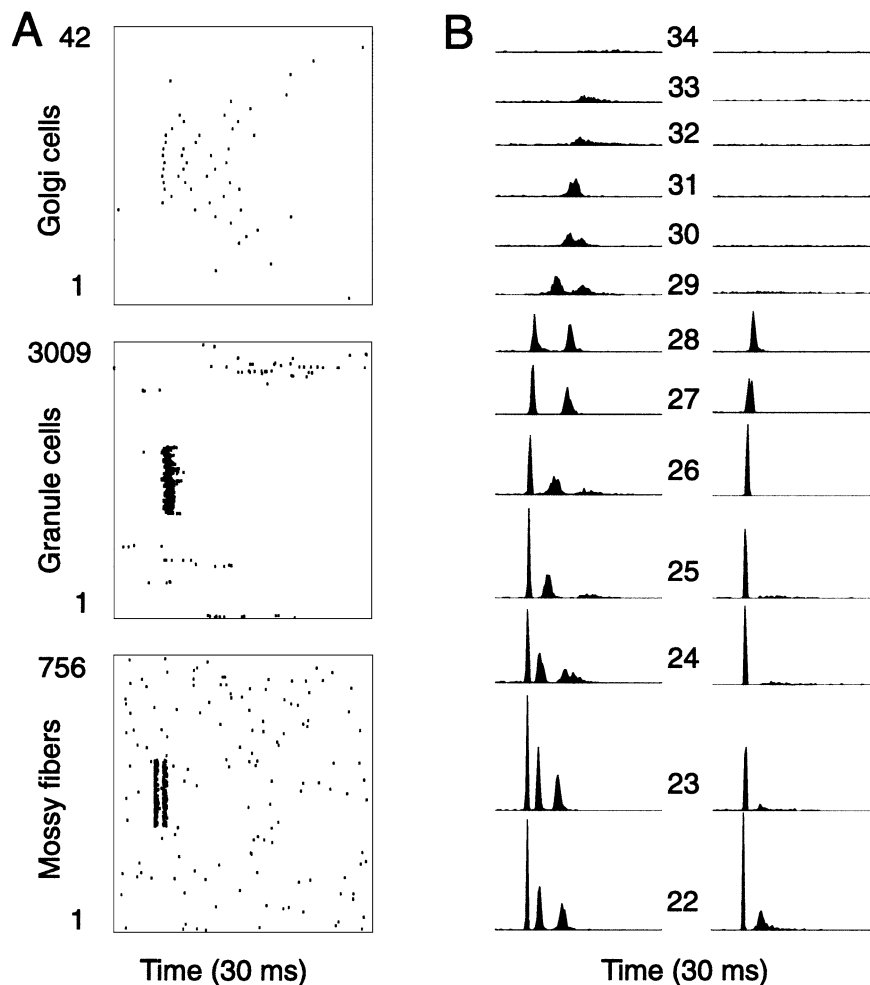 A
42
Golgi cells
1
3009
Granule cells
1
756
Mossy fibers
1
Time (30 ms)
B
34
33
32
31
30
29
28
27
26
25
24
23
22
Time (30 ms)